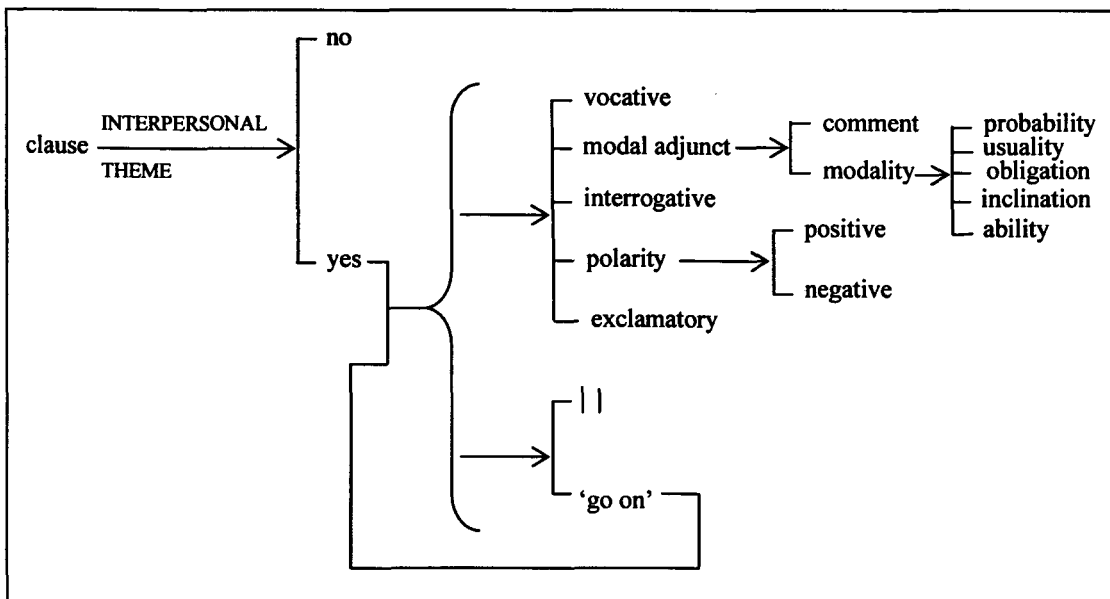 no
vocative
comment
probability
INTERPERSONAL
usuality
clause
modal adjunct
modality
obligation
THEME
interrogative
inclination
positive
ability
yes
polarity
negative
exclamatory
||
‘go on’